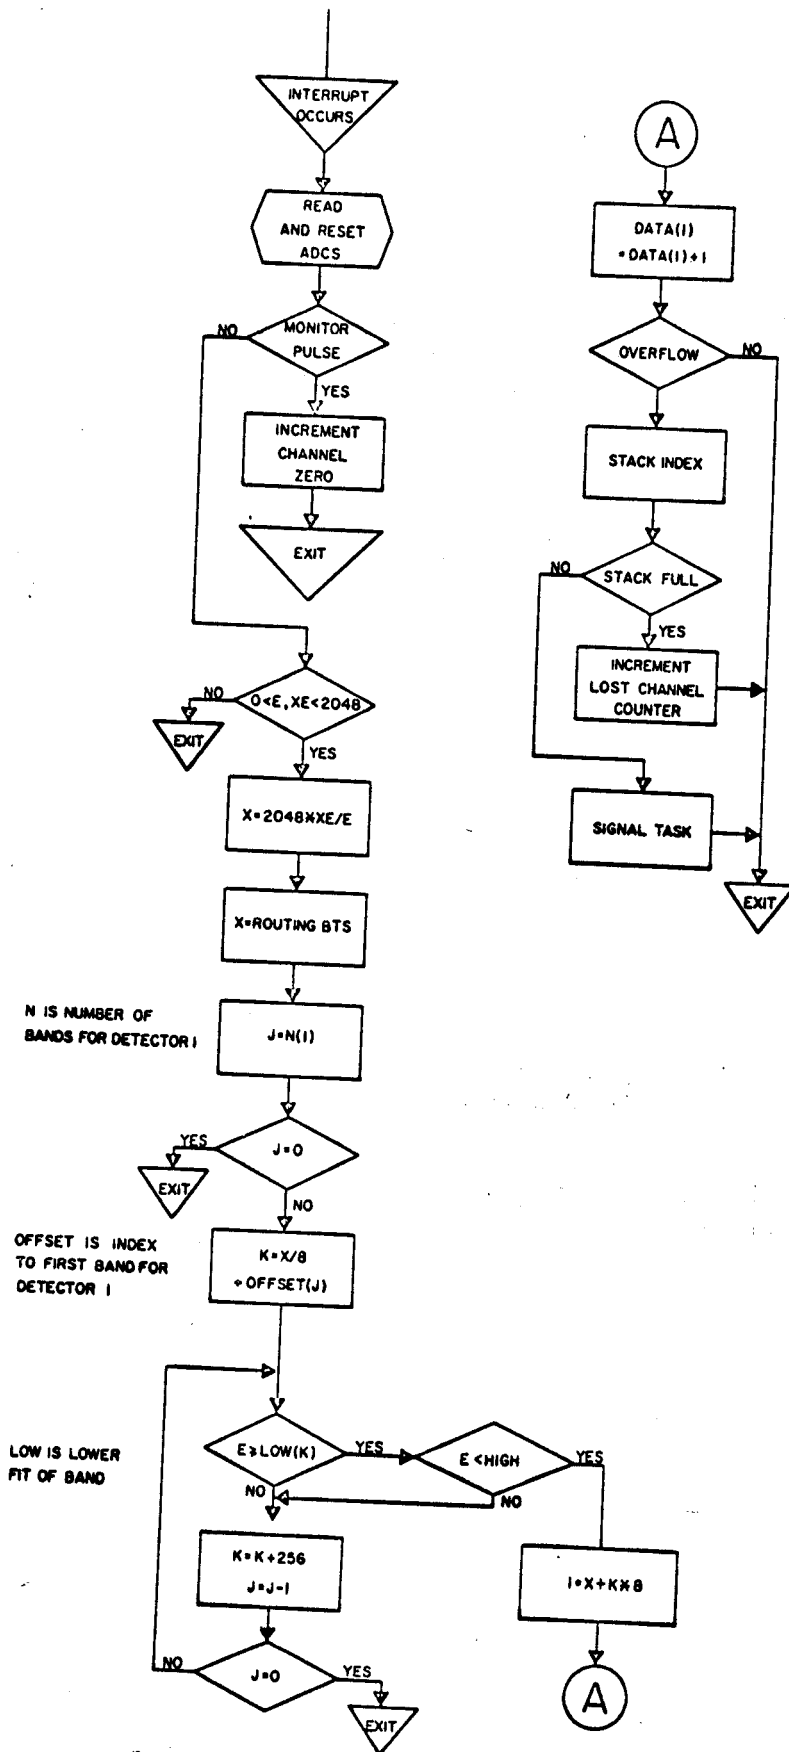 INTERRUPT
OCCURS
READ
AND RESET
ADCS
MONITOR
PULSE
NO
YES
INCREMENT
CHANNEL
ZERO
EXIT
O<E, XE<2048
NO
EXIT
YES
X=2048*XE/E
X=ROUTING BTS
N IS NUMBER OF
BANDS FOR DETECTOR I
J=N(I)
J=O
YES
EXIT
NO
OFFSET IS INDEX
TO FIRST BAND FOR
DETECTOR I
K=X/8
+OFFSET(J)
LOW IS LOWER
FIT OF BAND
E≥LOW(K)
YES
E<HIGH
YES
NO
NO
K=K+256
J=J-1
I=X+K*8
J=O
NO
YES
EXIT
A
A
DATA(I)
=DATA(I)+1
OVERFLOW
NO
STACK INDEX
STACK FULL
NO
YES
INCREMENT
LOST CHANNEL
COUNTER
SIGNAL TASK
EXIT